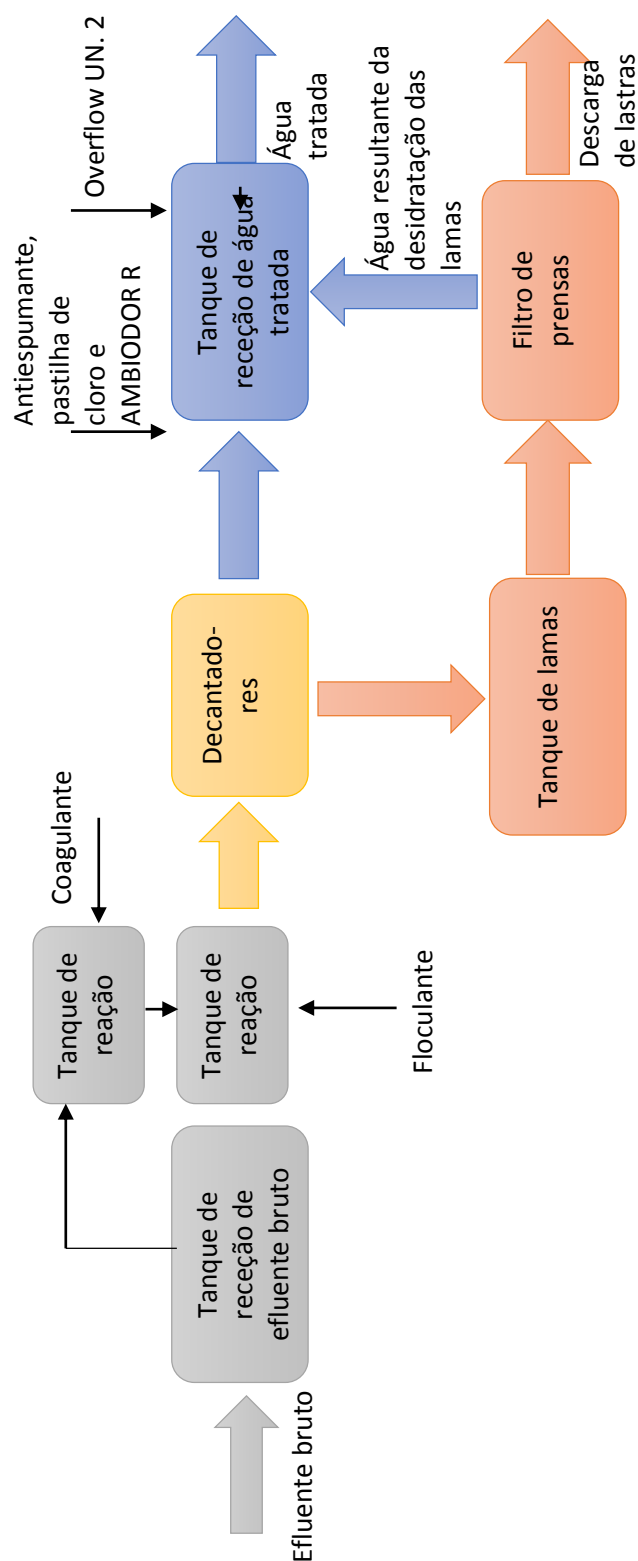 Efluente bruto
Tanque de
receção de
efluente bruto
Tanque de
reação
Coagulante
Tanque de
reação
Floculante
Decantado-
res
Antiespumante,
pastilha de
cloro e
AMBIODOR R
Overflow UN. 2
Tanque de
receção de água
tratada
Água
tratada
Água resultante da
desidratação das
lamas
Tanque de lamas
Filtro de
prensas
Descarga
de lastras